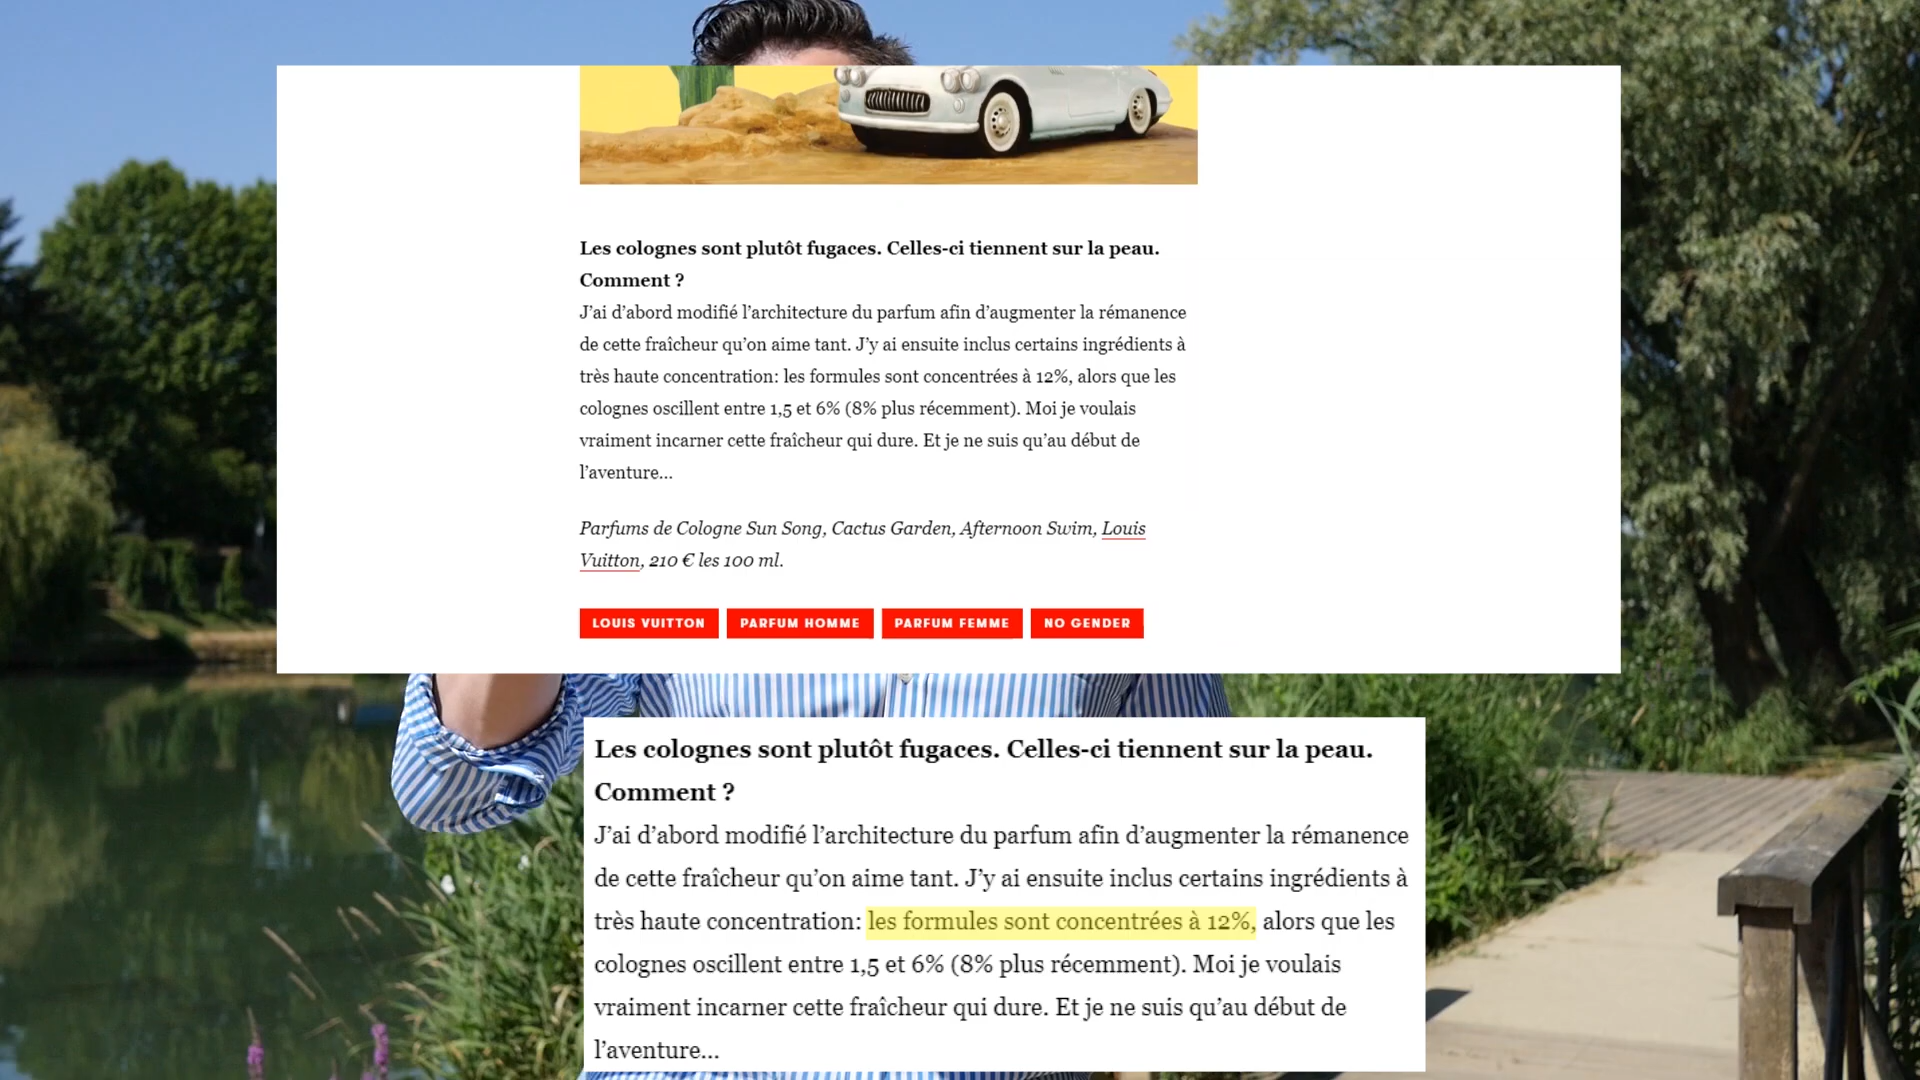 Les colognes sont plutôt fugaces. Celles-ci tiennent sur la peau.
Comment ?
J’ai d’abord modifié l’architecture du parfum afin d’augmenter la rémanence
de cette fraîcheur qu’on aime tant. J’y ai ensuite inclus certains ingrédients à
très haute concentration: les formules sont concentrées à 12%, alors que les
colognes oscillent entre 1,5 et 6% (8% plus récemment). Moi je voulais
vraiment incarner cette fraîcheur qui dure. Et je ne suis qu’au début de
l’aventure…
Parfums de Cologne Sun Song, Cactus Garden, Afternoon Swim, Louis
Vuitton, 210 € les 100 ml.
LOUIS VUITTON PARFUM HOMME PARFUM FEMME NO GENDER
Les colognes sont plutôt fugaces. Celles-ci tiennent sur la peau.
Comment ?
J’ai d’abord modifié l’architecture du parfum afin d’augmenter la rémanence
de cette fraîcheur qu’on aime tant. J’y ai ensuite inclus certains ingrédients à
très haute concentration: les formules sont concentrées à 12%, alors que les
colognes oscillent entre 1,5 et 6% (8% plus récemment). Moi je voulais
vraiment incarner cette fraîcheur qui dure. Et je ne suis qu’au début de
l’aventure…